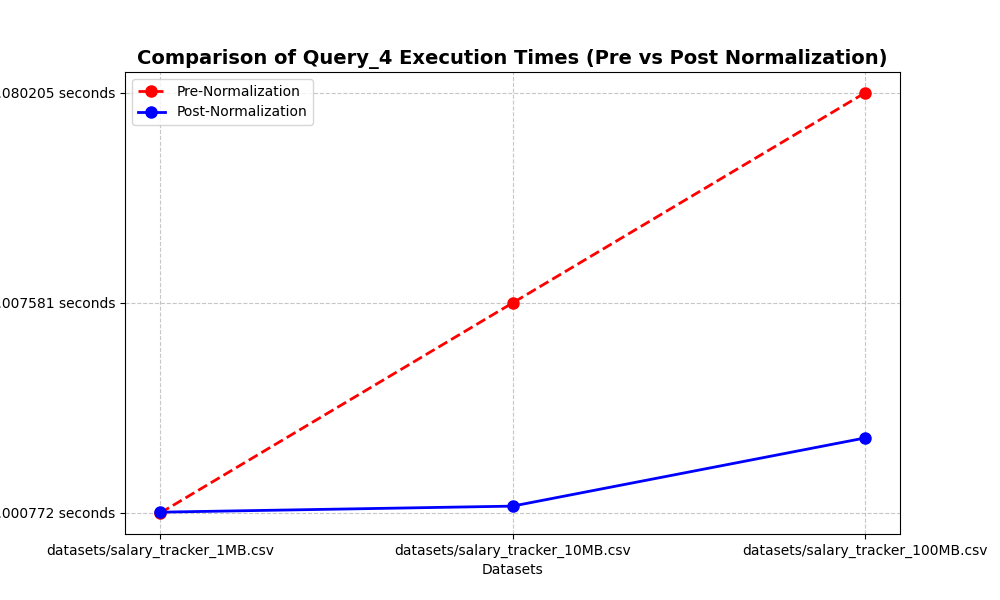 Comparison of Query_4 Execution Times (Pre vs Post Normalization)
Pre-Normalization
Post-Normalization
.080205 seconds
.007581 seconds
.000772 seconds
datasets/salary_tracker_1MB.csv
datasets/salary_tracker_10MB.csv
datasets/salary_tracker_100MB.csv
Datasets